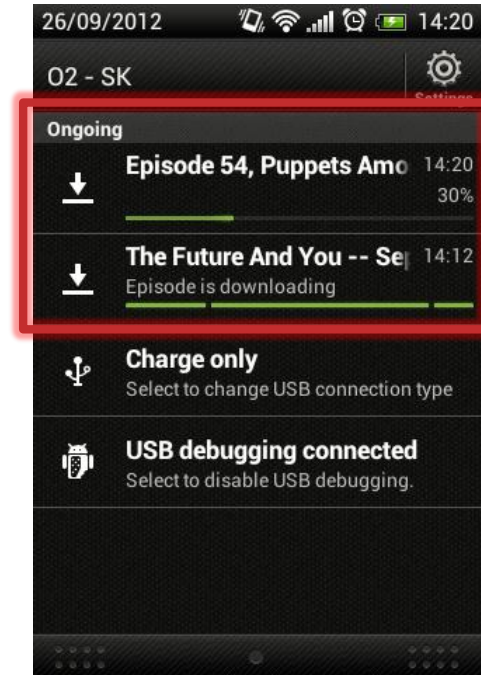 26/09/2012 14:20
O2 - SK
Settings
Ongoing
Episode 54, Puppets Amo 14:20
30%
The Future And You -- Se 14:12
Episode is downloading
Charge only
Select to change USB connection type
USB debugging connected
Select to disable USB debugging.